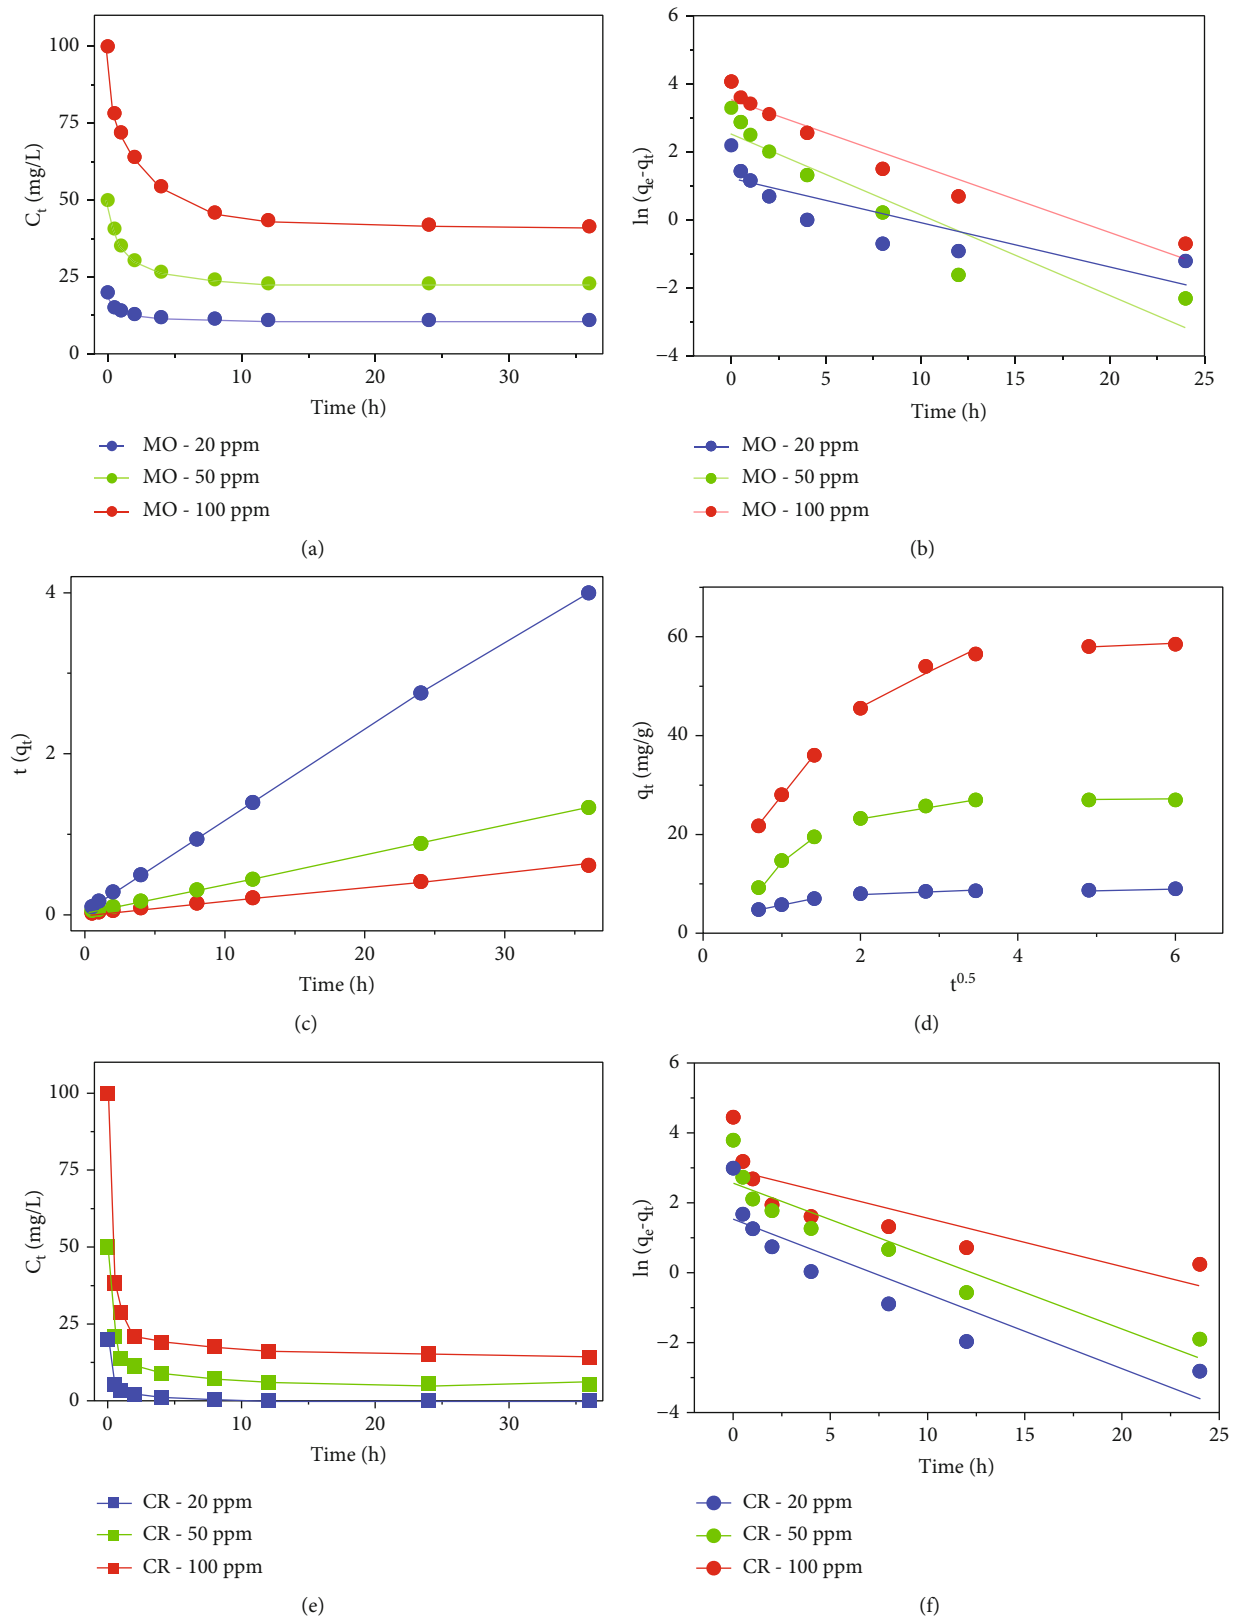 100
75
50
25
0
C_t (mg/L)
0 10 20 30
Time (h)
MO - 20 ppm
MO - 50 ppm
MO - 100 ppm
(a)
6
4
2
0
−2
−4
ln (q_e-q_t)
0 5 10 15 20 25
Time (h)
MO - 20 ppm
MO - 50 ppm
MO - 100 ppm
(b)
4
2
0
t (q_t)
0 10 20 30
Time (h)
(c)
60
40
20
0
q_t (mg/g)
0 2 4 6
t^0.5
(d)
100
75
50
25
0
C_t (mg/L)
0 10 20 30
Time (h)
CR - 20 ppm
CR - 50 ppm
CR - 100 ppm
(e)
6
4
2
0
−2
−4
ln (q_e-q_t)
0 5 10 15 20 25
Time (h)
CR - 20 ppm
CR - 50 ppm
CR - 100 ppm
(f)